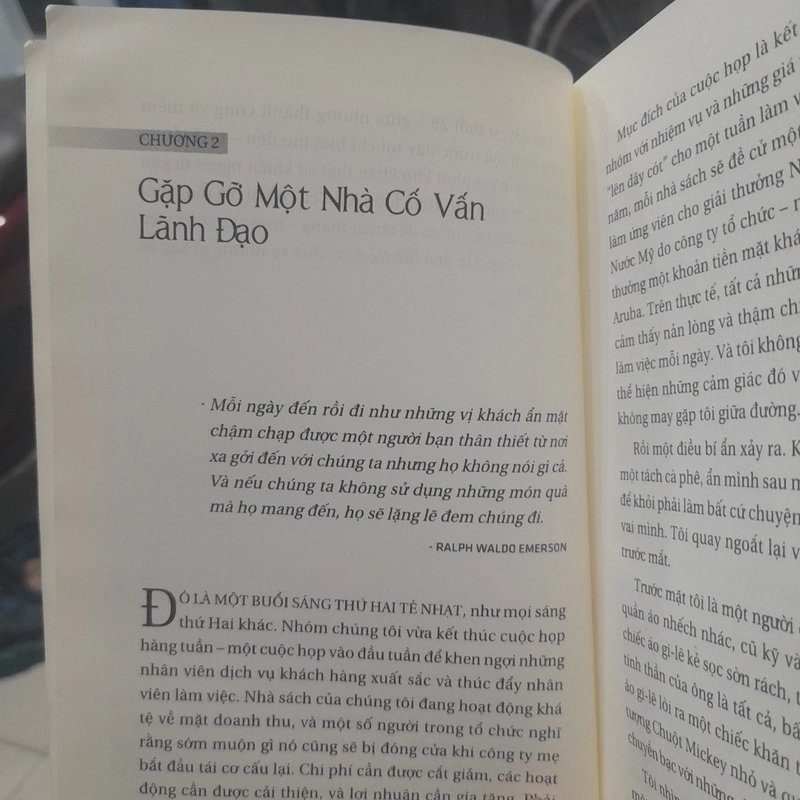 CHƯƠNG 2
Gặp Gỡ Một Nhà Cố Vấn
Lãnh Đạo
· Mỗi ngày đến rồi đi như những vị khách ẩn mặt
chậm chạp được một người bạn thân thiết từ nơi
xa gởi đến với chúng ta nhưng họ không nói gì cả.
Và nếu chúng ta không sử dụng những món quà
mà họ mang đến, họ sẽ lặng lẽ đem chúng đi.
- RALPH WALDO EMERSON
ĐÓ LÀ MỘT BUỔI SÁNG THỨ HAI TẺ NHẠT, như mọi sáng
thứ Hai khác. Nhóm chúng tôi vừa kết thúc cuộc họp
hàng tuần – một cuộc họp vào đầu tuần để khen ngợi những
nhân viên dịch vụ khách hàng xuất sắc và thúc đẩy nhân
viên làm việc. Nhà sách của chúng tôi đang hoạt động khá
tệ về mặt doanh thu, và một số người trong tổ chức nghĩ
rằng sớm muộn gì nó cũng sẽ bị đóng cửa khi công ty mẹ
bắt đầu tái cơ cấu lại. Chi phí cần được cắt giảm, các hoạt
động cần được cải thiện, và lợi nhuận cần gia tăng. Phải
Mục đích của cuộc họp là kết
nhóm với nhiệm vụ và những giá
"lên dây cót" cho một tuần làm v
năm, mỗi nhà sách sẽ đề cử một
làm ứng viên cho giải thưởng N
Nước Mỹ do công ty tổ chức – n
thưởng một khoản tiền mặt khá
Aruba. Trên thực tế, tất cả nhữn
cảm thấy nản lòng và thậm ch
làm việc mỗi ngày. Và tôi không
thể hiện những cảm giác đó v
không may gặp tôi giữa đường.
Rồi một điều bí ẩn xảy ra. K
một tách cà phê, ẩn mình sau m
để khỏi phải làm bất cứ chuyện
vai mình. Tôi quay ngoắt lại v
trước mắt.
Trước mặt tôi là một người
quần áo nhếch nhác, cũ kỹ và
chiếc áo gi-lê kẻ sọc sờn rách, t
tinh thần của ông là tất cả, bấ
áo gi-lê lòi ra một chiếc khăn t
tượng Chuột Mickey nhỏ và qu
chuyền bạc với những
Tôi nhìn